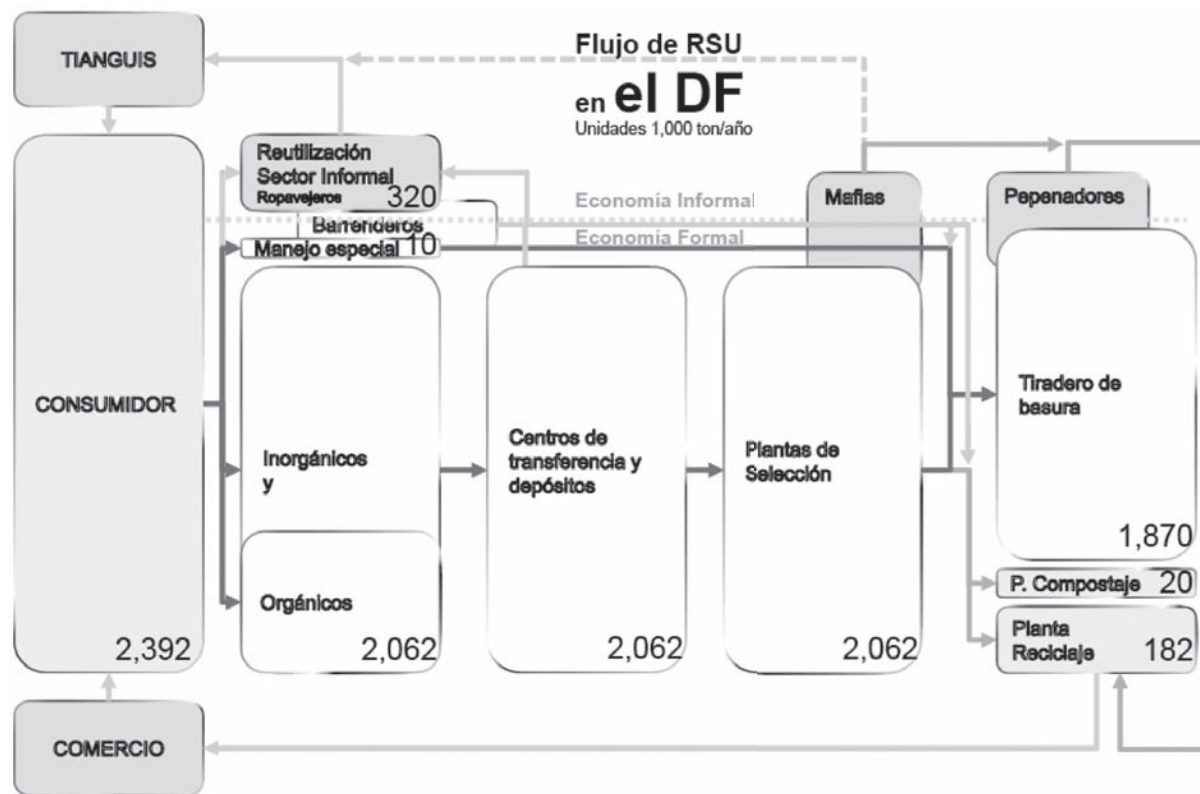 TIANGUIS
Flujo de RSU
en el DF
Unidades 1,000 ton/año
Reutilización
Sector Informal
Ropavejeros 320
Barrenderos
Manejo especial 10
Economía Informal
Economía Formal
Mafias
Pepenadores
CONSUMIDOR
2,392
Inorgánicos
y
Orgánicos
2,062
Centros de
transferencia y
depósitos
2,062
Plantas de
Selección
2,062
Tiradero de
basura
1,870
P. Compostaje 20
Planta
Reciclaje 182
COMERCIO